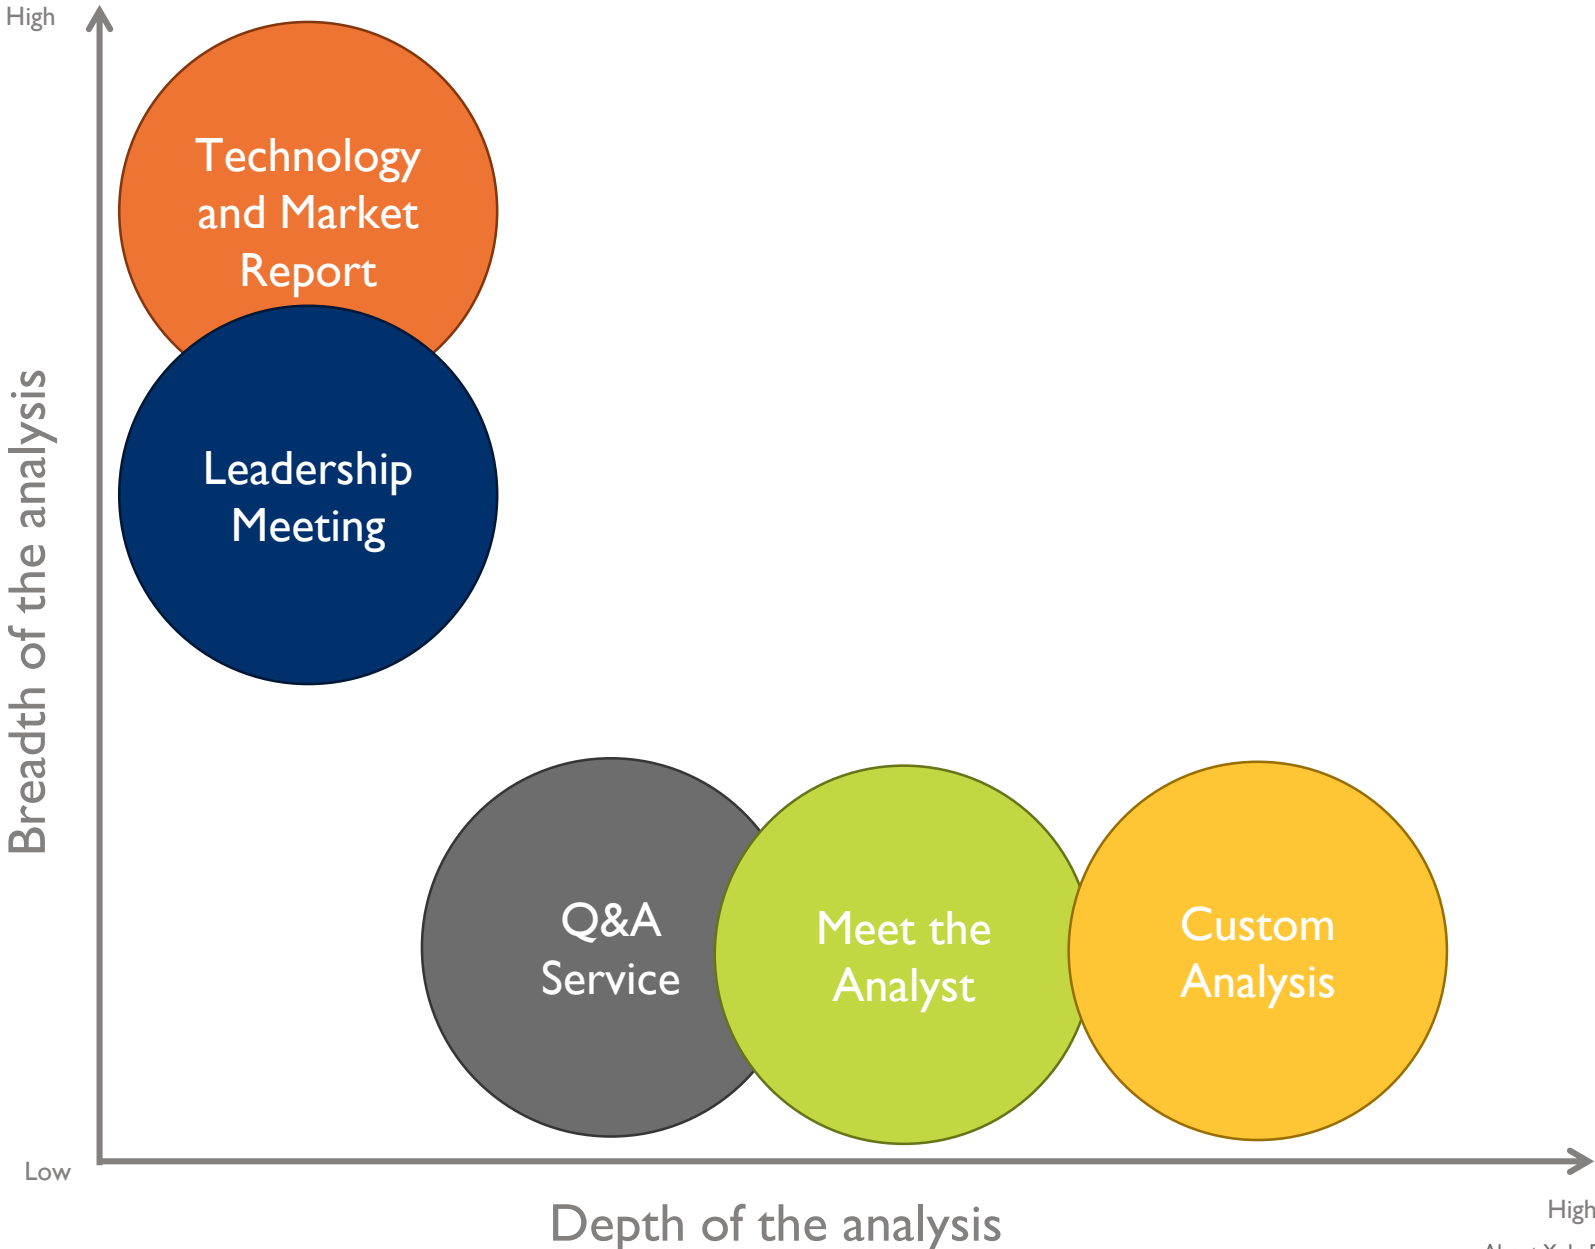 High
Technology
and Market
Report
Leadership
Meeting
Breadth of the analysis
Q&A
Service
Meet the
Analyst
Custom
Analysis
Low
High
Depth of the analysis